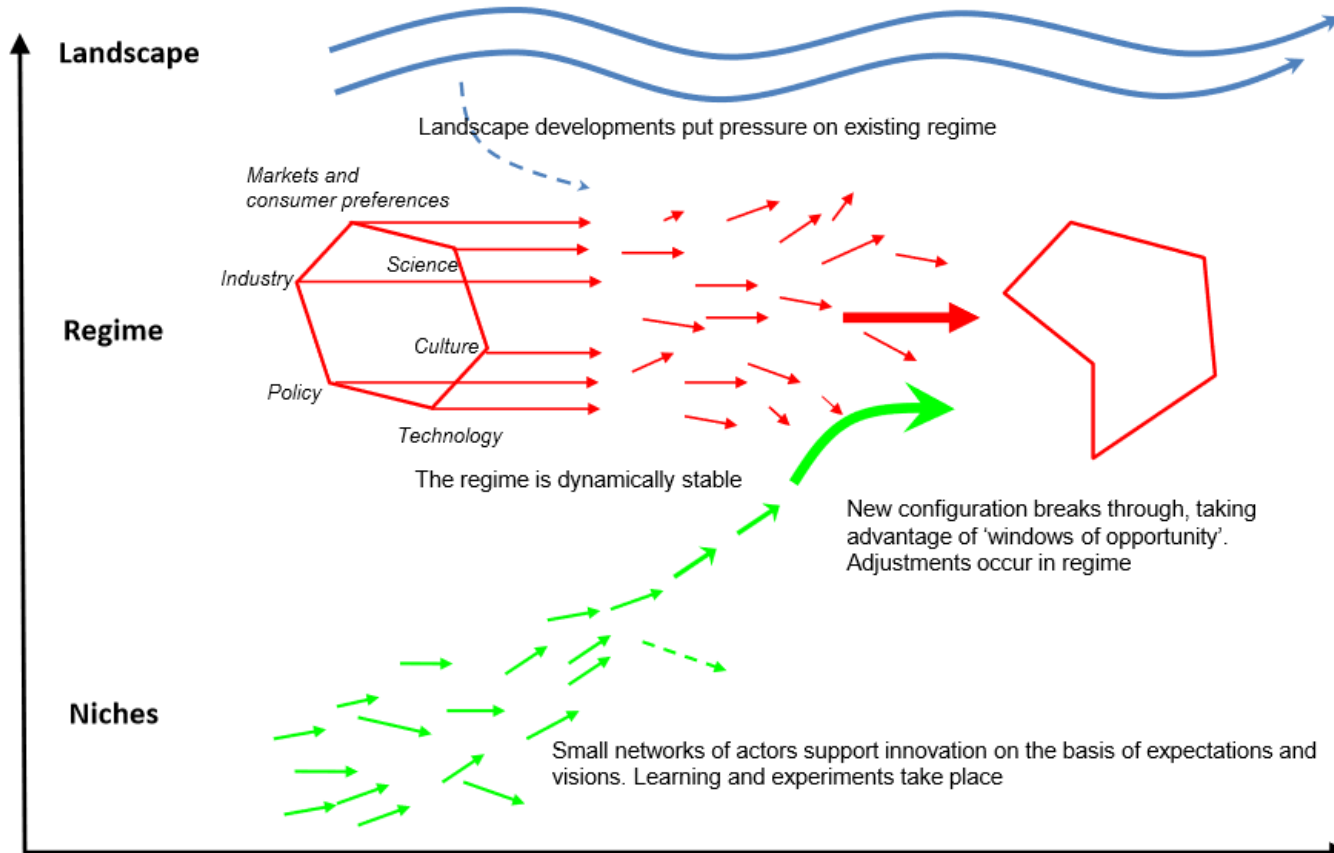 Landscape
Landscape developments put pressure on existing regime
Markets and
consumer preferences
Science
Industry
Regime
Culture
Policy
Technology
The regime is dynamically stable
New configuration breaks through, taking
advantage of ‘windows of opportunity’.
Adjustments occur in regime
Niches
Small networks of actors support innovation on the basis of expectations and
visions. Learning and experiments take place